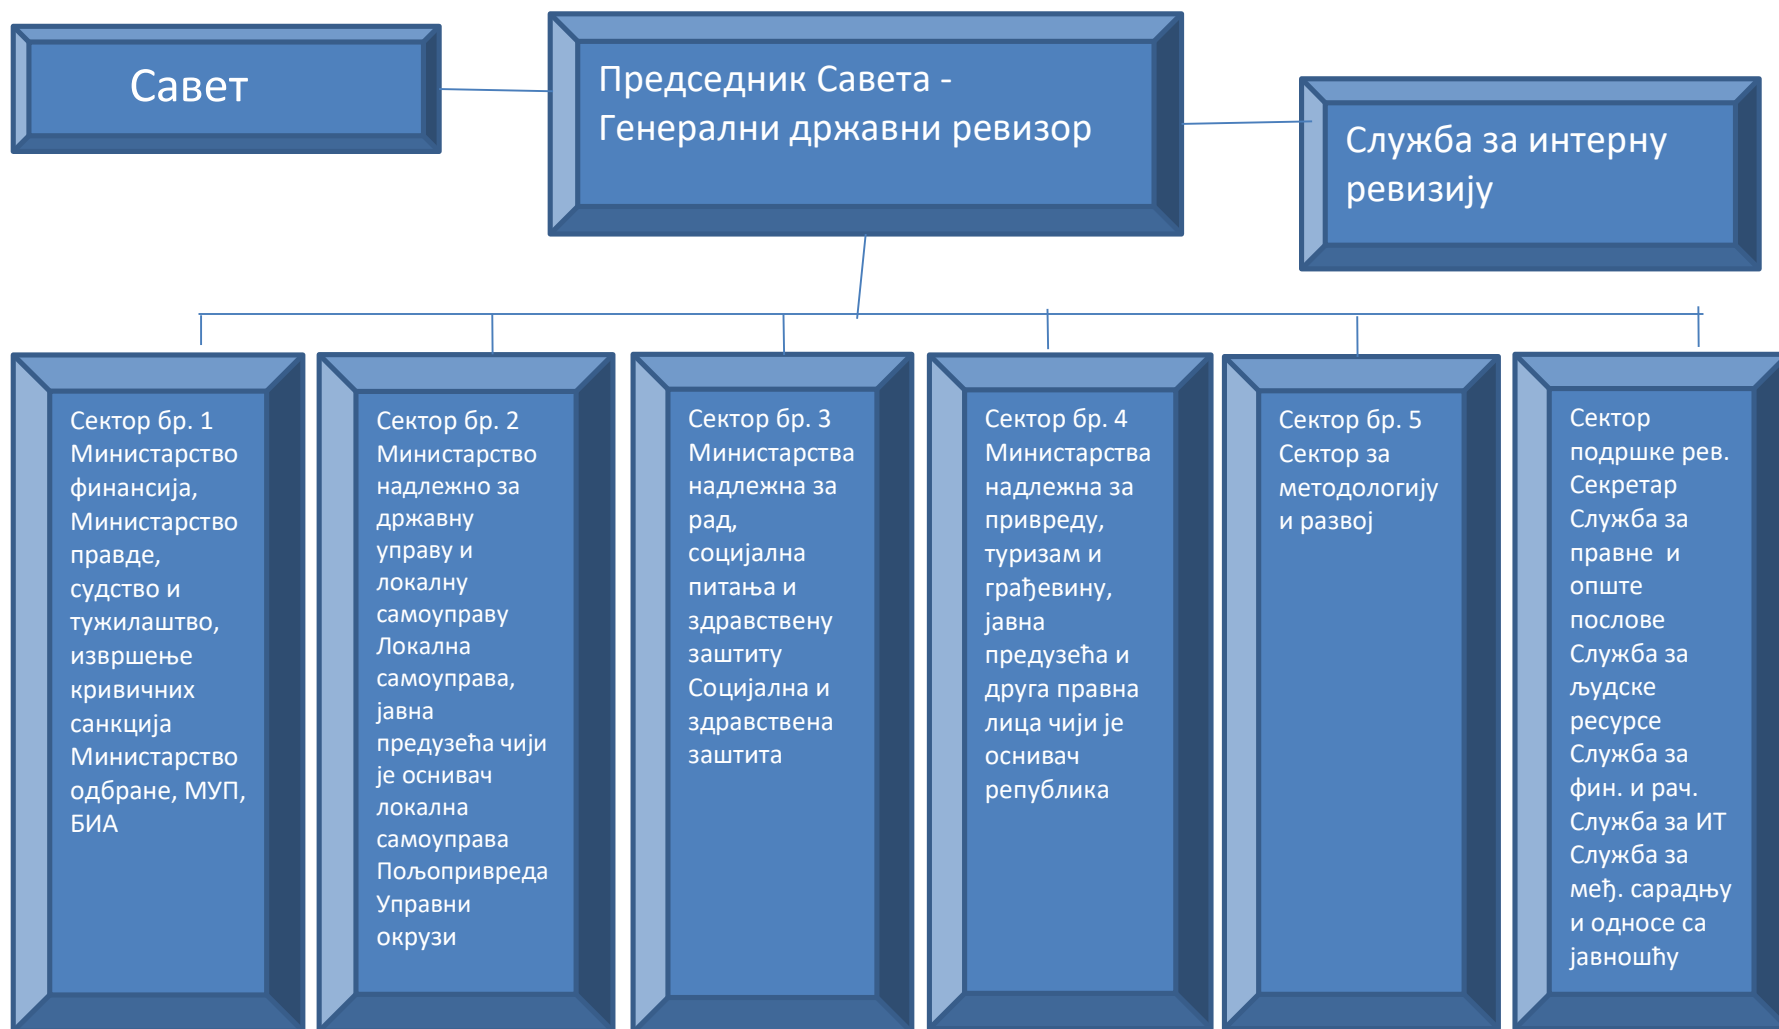 Савет
Председник Савета -
Генерални државни ревизор
Служба за интерну
ревизију
Сектор бр. 1
Министарство
финансија,
Министарство
правде,
судство и
тужилаштво,
извршење
кривичних
санкција
Министарство
одбране, МУП,
БИА
Сектор бр. 2
Министарство
надлежно за
државну
управу и
локалну
самоуправу
Локална
самоуправа,
јавна
предузећа чији
је оснивач
локална
самоуправа
Пољопривреда
Управни
окрузи
Сектор бр. 3
Министарства
надлежна за
рад,
социјална
питања и
здравствену
заштиту
Социјална и
здравствена
заштита
Сектор бр. 4
Министарства
надлежна за
привреду,
туризам и
грађевину,
јавна
предузећа и
друга правна
лица чији је
оснивач
република
Сектор бр. 5
Сектор за
методологију
и развој
Сектор
подршке рев.
Секретар
Служба за
правне  и
опште
послове
Служба за
људске
ресурсе
Служба за
фин. и рач.
Служба за ИТ
Служба за
међ. сарадњу
и односе са
јавношћу